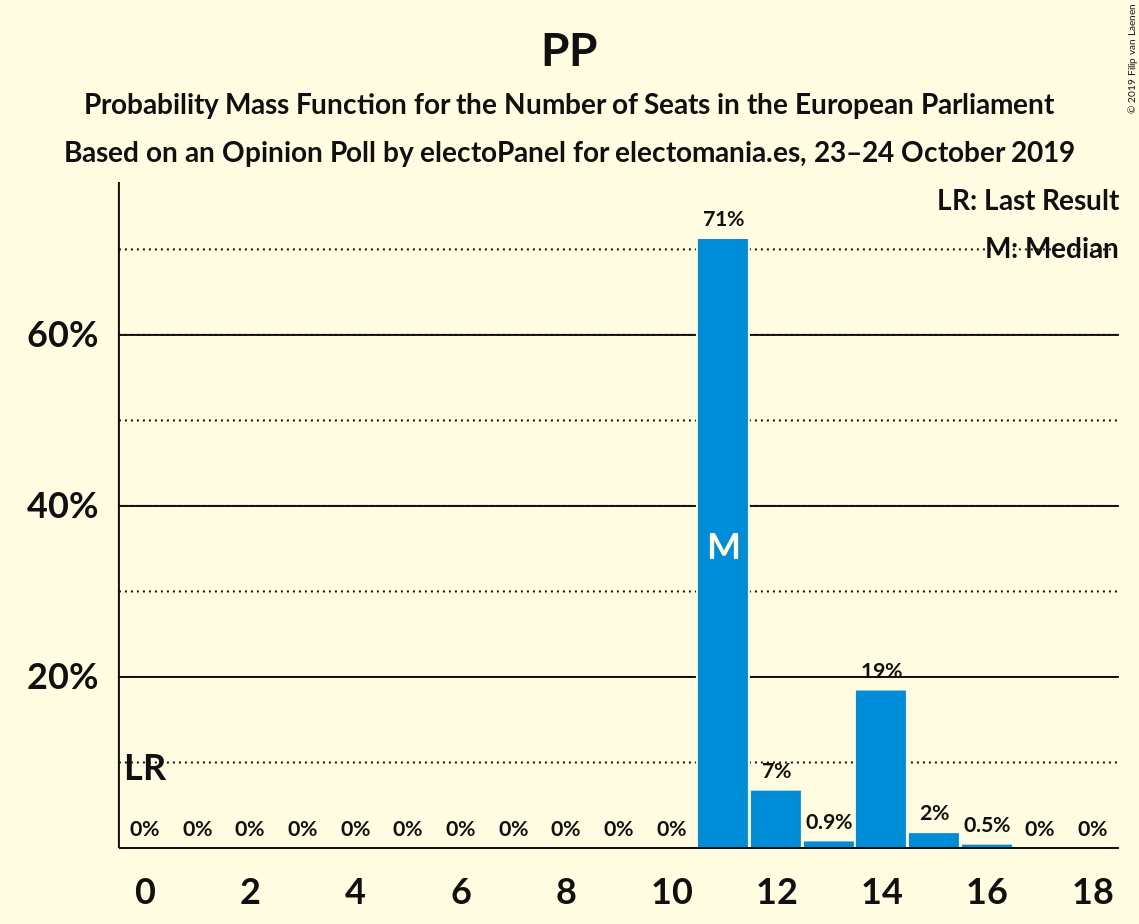 PP
Probability Mass Function for the Number of Seats in the European Parliament
Based on an Opinion Poll by electoPanel for electomania.es, 23–24 October 2019
© 2019 Filip van Laenen
LR: Last Result
M: Median
60%
40%
20%
LR
M
0% 0% 0% 0% 0% 0% 0% 0% 0% 0% 0% 71% 7% 0.9% 19% 2% 0.5% 0% 0%
0 2 4 6 8 10 12 14 16 18